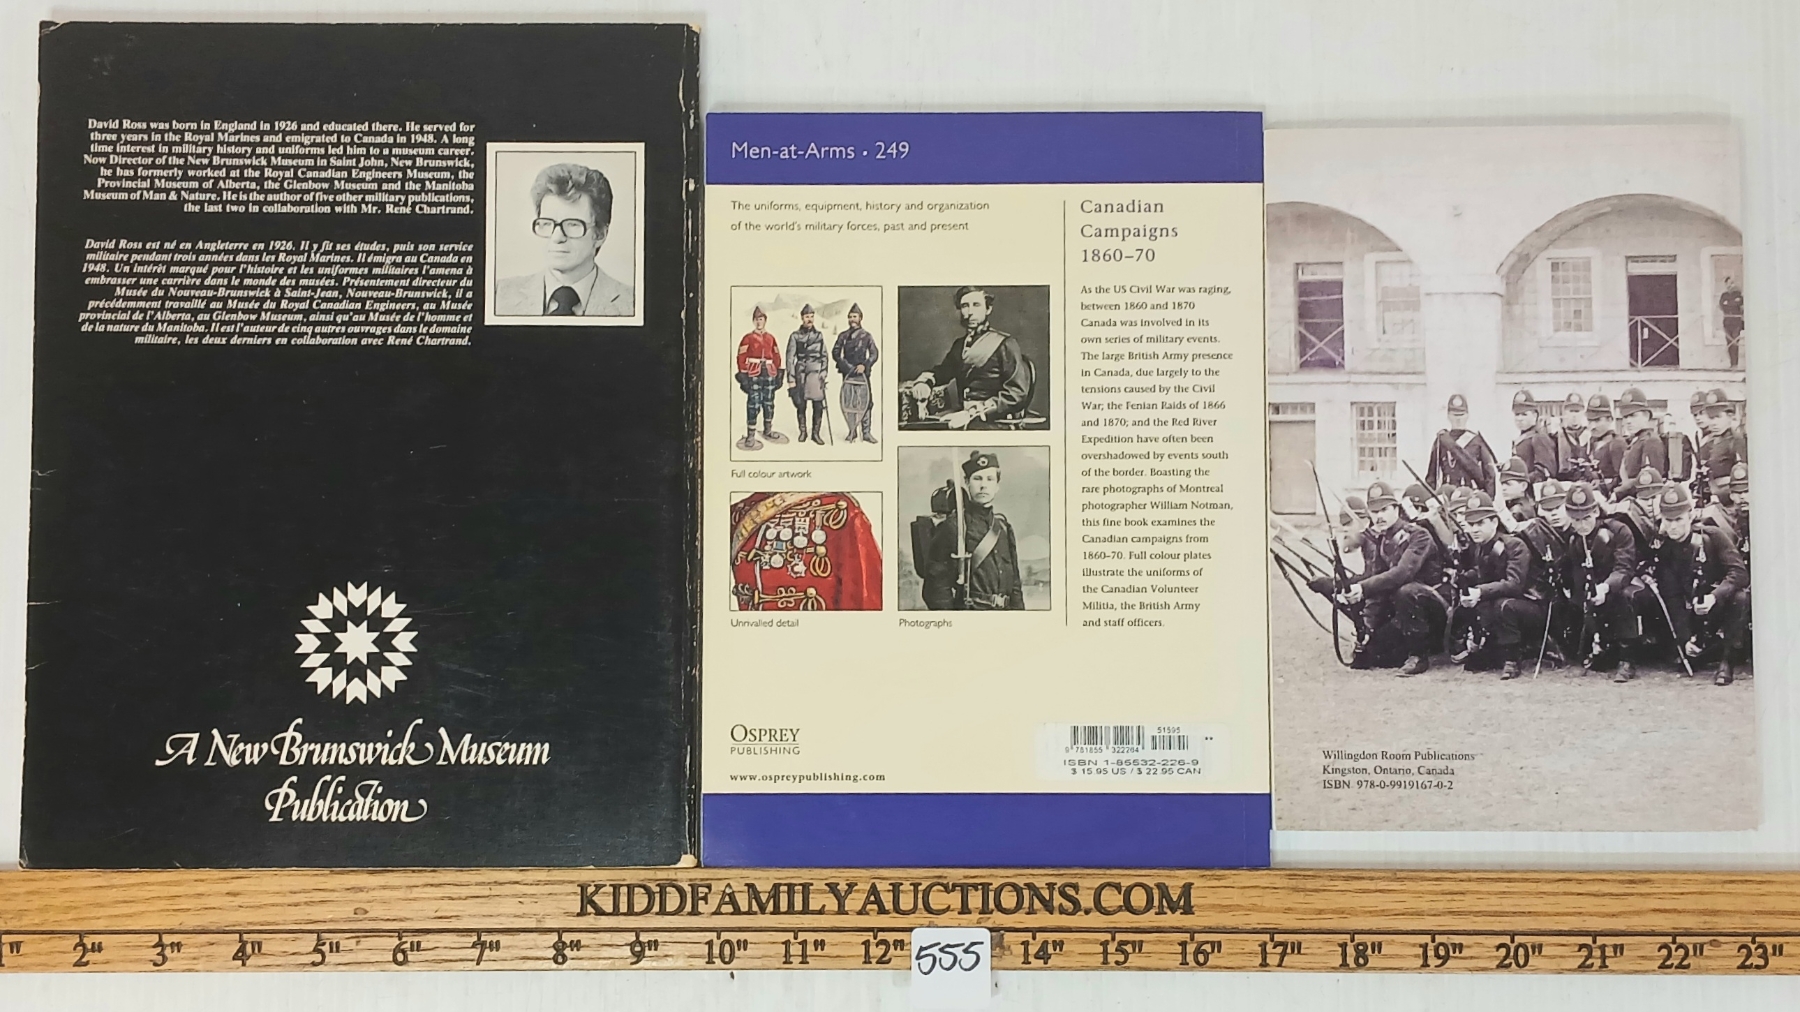 David Ross was born in England in 1926 and educated there. He served for
three years in the Royal Marines and emigrated to Canada in 1948. A long
time interest in military history and uniforms led him to a museum career.
Now Director of the New Brunswick Museum in Saint John, New Brunswick,
he has formerly worked at the Royal Canadian Engineers Museum, the
Provincial Museum of Alberta, the Glenbow Museum and the Manitoba
Museum of Man & Nature. He is the author of five other military publications,
the last two in collaboration with Mr. René Chartrand.
David Ross est né en Angleterre en 1926. Il y fit ses études, puis son service
militaire pendant trois années dans les Royal Marines. Il émigra au Canada en
1948. Un intérêt marqué pour l'histoire et les uniformes militaires l'amena à
embrasser une carrière dans le monde des musées. Présentement directeur du
Musée du Nouveau-Brunswick à Saint-Jean, Nouveau-Brunswick, il a
précédemment travaillé au Musée du Royal Canadian Engineers, au Musée
provincial de l'Alberta, au Glenbow Museum, ainsi qu'au Musée de l'homme et
de la nature du Manitoba. Il est l'auteur de cinq autres ouvrages dans le domaine
militaire, les deux derniers en collaboration avec René Chartrand.
A New Brunswick Museum
Publication
Men-at-Arms • 249
The uniforms, equipment, history and organization
of the world's military forces, past and present
Full colour artwork
Unrivalled detail
Photographs
Canadian
Campaigns
1860–70
As the US Civil War was raging,
between 1860 and 1870
Canada was involved in its
own series of military events.
The large British Army presence
in Canada, due largely to the
tensions caused by the Civil
War; the Fenian Raids of 1866
and 1870; and the Red River
Expedition have often been
overshadowed by events south
of the border. Boasting the
rare photographs of Montreal
photographer William Notman,
this fine book examines the
Canadian campaigns from
1860–70. Full colour plates
illustrate the uniforms of
the Canadian Volunteer
Militia, the British Army
and staff officers.
OSPREY
PUBLISHING
www.ospreypublishing.com
51595
9 781855 322264
ISBN 1-85532-226-9
$ 15.95 US / $ 22.95 CAN
Willingdon Room Publications
Kingston, Ontario, Canada
ISBN 978-0-9919167-0-2
KIDDFAMILYAUCTIONS.COM
1" 2" 3" 4" 5" 6" 7" 8" 9" 10" 11" 12" 14" 15" 16" 17" 18" 19" 20" 21" 22" 23"
555